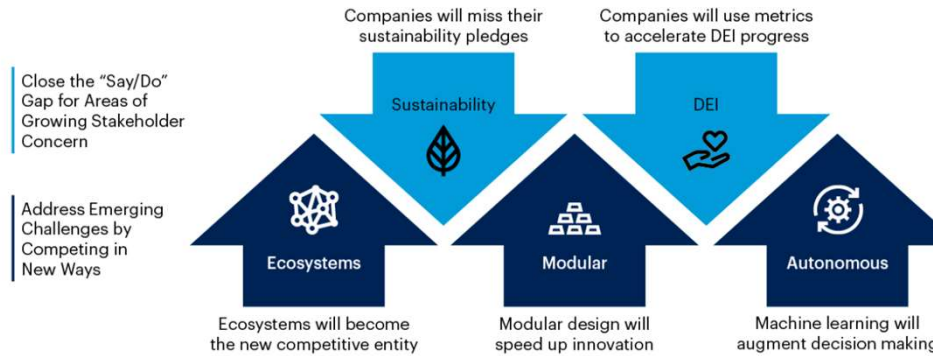 Companies will miss their
sustainability pledges
Companies will use metrics
to accelerate DEI progress
Close the “Say/Do”
Gap for Areas of
Growing Stakeholder
Concern
Sustainability
DEI
Address Emerging
Challenges by
Competing in
New Ways
Ecosystems
Modular
Autonomous
Ecosystems will become
the new competitive entity
Modular design will
speed up innovation
Machine learning will
augment decision making